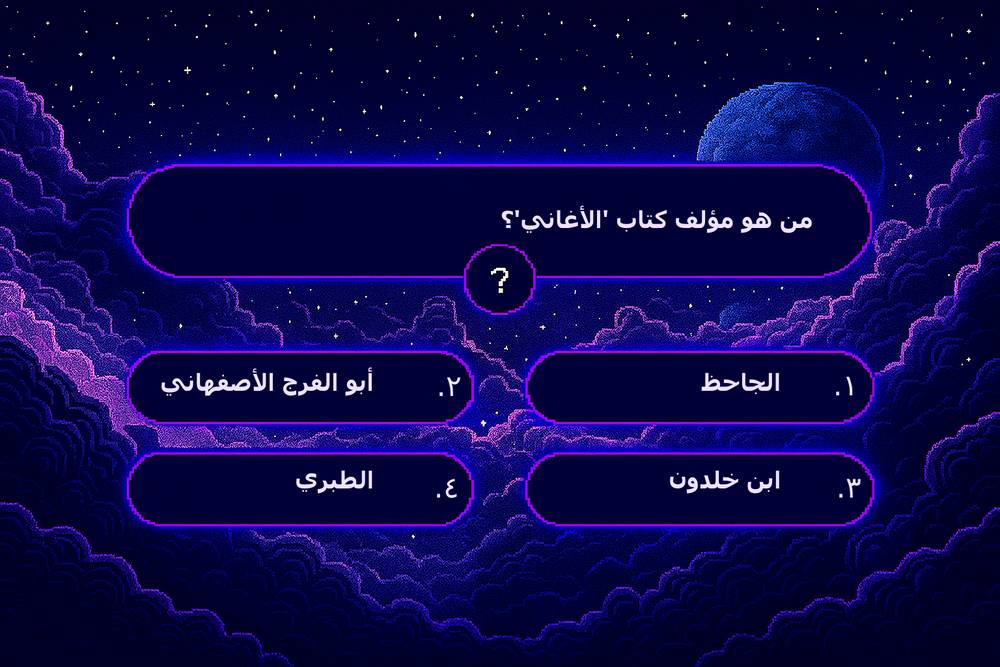 من هو مؤلف كتاب 'الأغاني'؟
?
١. الجاحظ
٢. أبو الفرج الأصفهاني
٣. ابن خلدون
٤. الطبري